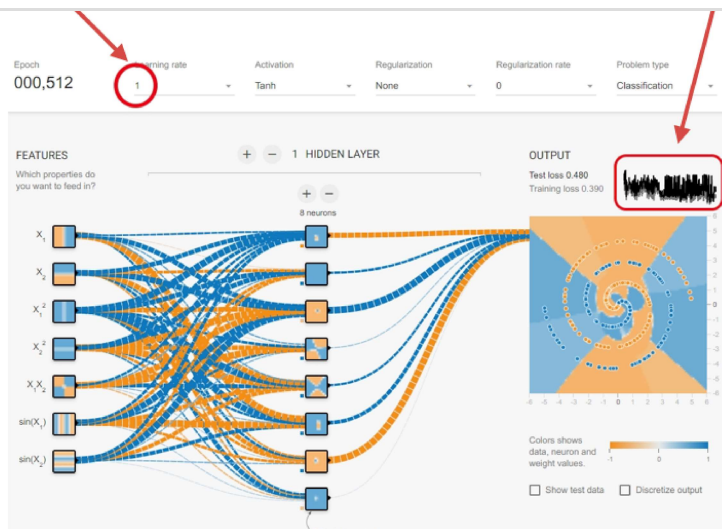 Epoch
000,512
Learning rate
1
Activation
Tanh
Regularization
None
Regularization rate
0
Problem type
Classification
FEATURES
Which properties do
you want to feed in?
X1
X2
X1²
X2²
X1X2
sin(X1)
sin(X2)
+ − 1 HIDDEN LAYER
+ −
8 neurons
OUTPUT
Test loss 0.480
Training loss 0.390
6
5
4
3
2
1
0
-1
-2
-3
-4
-5
-6
-6 -5 -4 -3 -2 -1 0 1 2 3 4 5 6
Colors shows
data, neuron and
weight values.
-1 0 1
Show test data
Discretize output